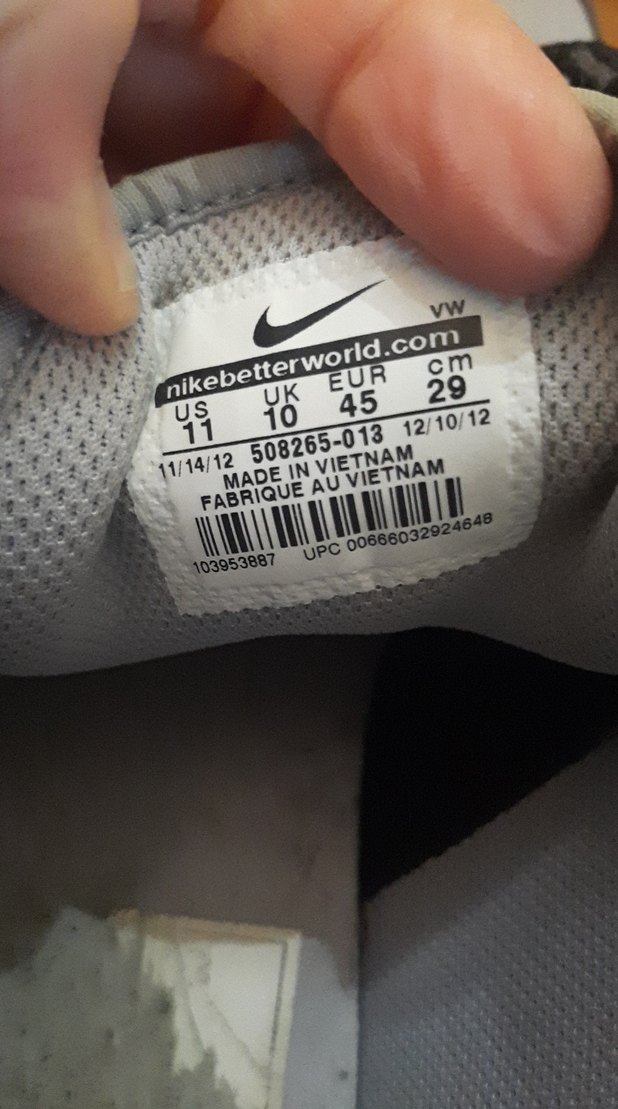 VW
nikebetterworld.com
US UK EUR cm
11 10 45 29
11/14/12 508265-013 12/10/12
MADE IN VIETNAM
FABRIQUE AU VIETNAM
103953887 UPC 00666032924648